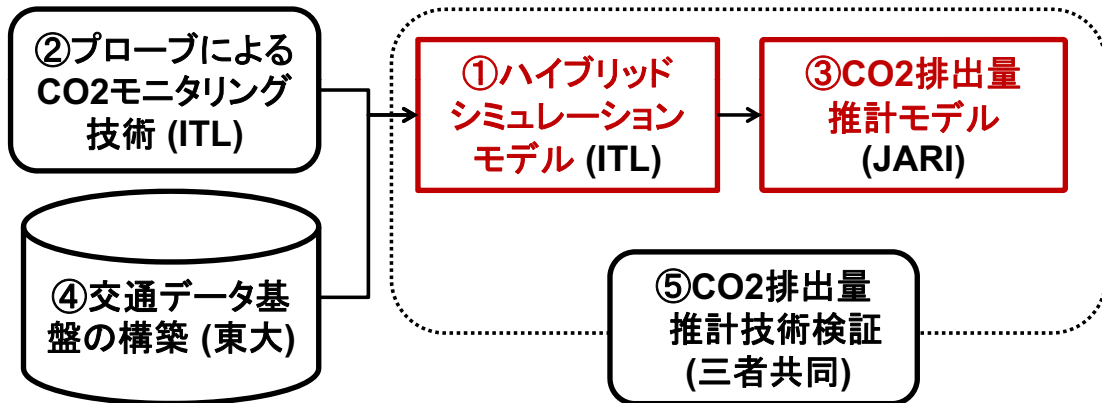 ②プローブによる
CO2モニタリング
技術 (ITL)
①ハイブリッド
シミュレーション
モデル (ITL)
③CO2排出量
推計モデル
(JARI)
④交通データ基
盤の構築 (東大)
⑤CO2排出量
推計技術検証
(三者共同)